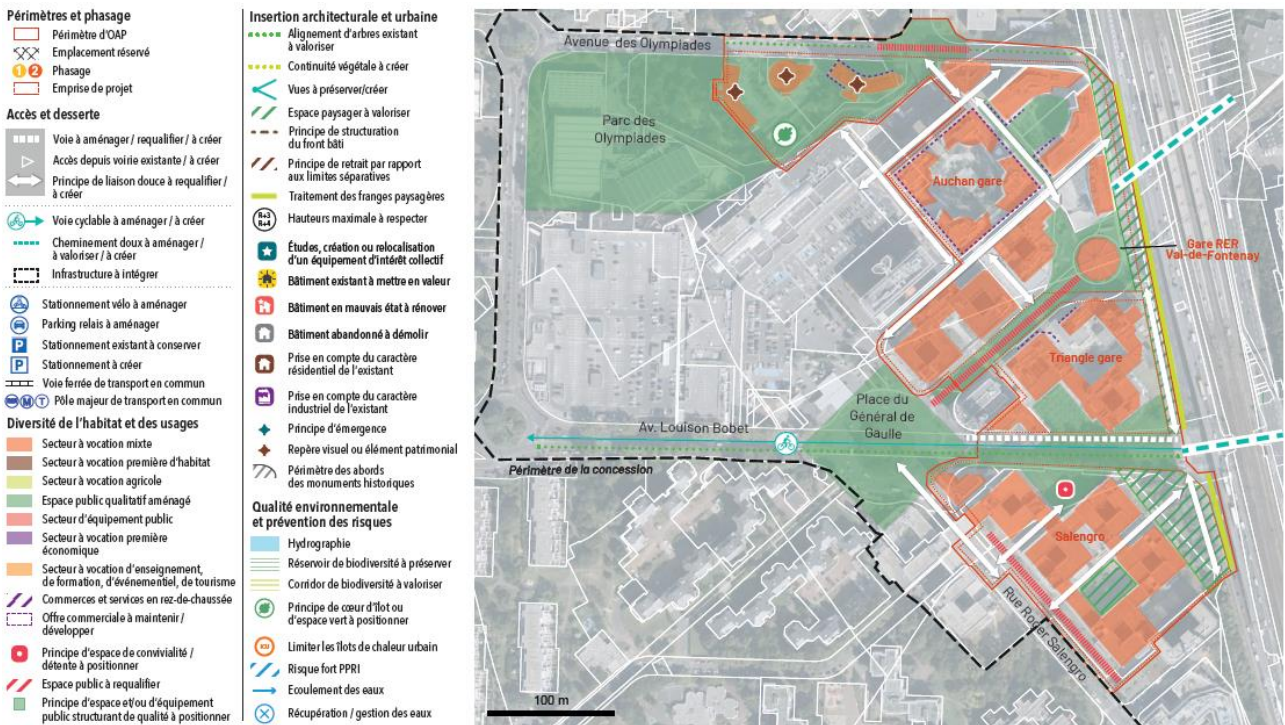 Périmètres et phasage
Périmètre d'OAP
Emplacement réservé
1 2 Phasage
Emprise de projet
Accès et desserte
Voie à aménager / requalifier / à créer
Accès depuis voirie existante / à créer
Principe de liaison douce à requalifier /
à créer
Voie cyclable à aménager / à créer
Cheminement doux à aménager /
à valoriser / à créer
Infrastructure à intégrer
Stationnement vélo à aménager
Parking relais à aménager
P Stationnement existant à conserver
P Stationnement à créer
Voie ferrée de transport en commun
M T Pôle majeur de transport en commun
Diversité de l'habitat et des usages
Secteur à vocation mixte
Secteur à vocation première d'habitat
Secteur à vocation agricole
Espace public qualitatif aménagé
Secteur d'équipement public
Secteur à vocation première
économique
Secteur à vocation d'enseignement,
de formation, d'événementiel, de tourisme
Commerces et services en rez-de-chaussée
Offre commerciale à maintenir /
développer
Principe d'espace de convivialité /
détente à positionner
Espace public à requalifier
Principe d'espace et/ou d'équipement
public structurant de qualité à positionner
Insertion architecturale et urbaine
Alignement d'arbres existant
à valoriser
Continuité végétale à créer
Vues à préserver/créer
Espace paysager à valoriser
Principe de structuration
du front bâti
Principe de retrait par rapport
aux limites séparatives
Traitement des franges paysagères
R+3
R+4
Hauteurs maximale à respecter
Études, création ou relocalisation
d'un équipement d'intérêt collectif
Bâtiment existant à mettre en valeur
Bâtiment en mauvais état à rénover
Bâtiment abandonné à démolir
Prise en compte du caractère
résidentiel de l'existant
Prise en compte du caractère
industriel de l'existant
Principe d'émergence
Repère visuel ou élément patrimonial
Périmètre des abords
des monuments historiques
Qualité environnementale
et prévention des risques
Hydrographie
Réservoir de biodiversité à préserver
Corridor de biodiversité à valoriser
Principe de cœur d'îlot ou
d'espace vert à positionner
ICU Limiter les îlots de chaleur urbain
Risque fort PPRI
Ecoulement des eaux
Récupération / gestion des eaux
Avenue des Olympiades
Parc des
Olympiades
Auchan gare
Gare RER
Val-de-Fontenay
Triangle gare
Place du
Général de
Gaulle
Av. Louison Bobet
Périmètre de la concession
Salengro
Rue Roger Salengro
100 m